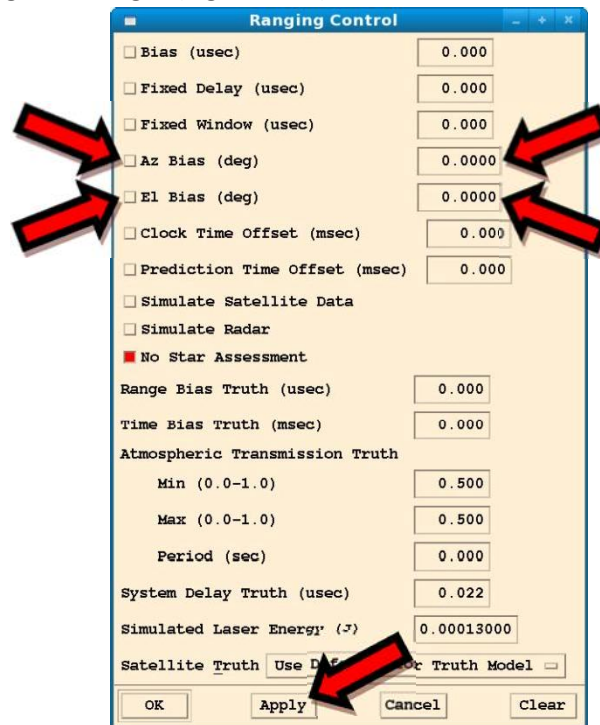 Ranging Control
Bias (usec) 0.000
Fixed Delay (usec) 0.000
Fixed Window (usec) 0.000
Az Bias (deg) 0.0000
El Bias (deg) 0.0000
Clock Time Offset (msec) 0.000
Prediction Time Offset (msec) 0.000
Simulate Satellite Data
Simulate Radar
No Star Assessment
Range Bias Truth (usec) 0.000
Time Bias Truth (msec) 0.000
Atmospheric Transmission Truth
Min (0.0-1.0) 0.500
Max (0.0-1.0) 0.500
Period (sec) 0.000
System Delay Truth (usec) 0.022
Simulated Laser Energy (J) 0.00013000
Satellite Truth Use Truth Model
OK Apply Cancel Clear